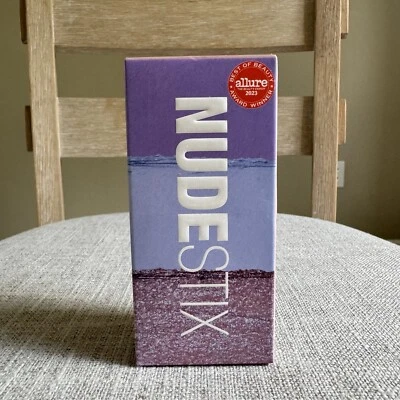 BEST OF BEAUTY
allure
2023
AWARD WINNER
NUDESTIX